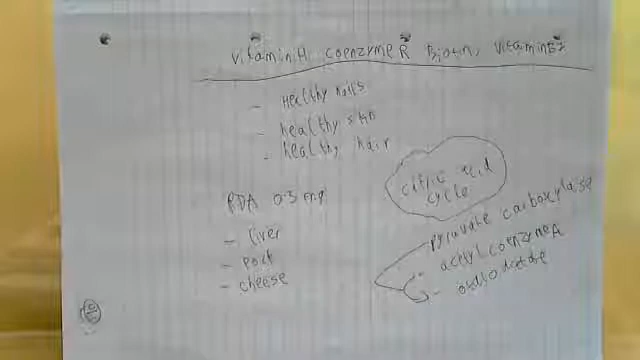 Vitamin H, coenzyme R Biotin, Vitamin B7
- Healthy nails
- healthy skin
- healthy hair
citric acid
cycle
RDA 0.3 mg
- liver
- pork
- cheese
pyruvate carboxylase
- acetyl coenzyme A
- oxaloacetate